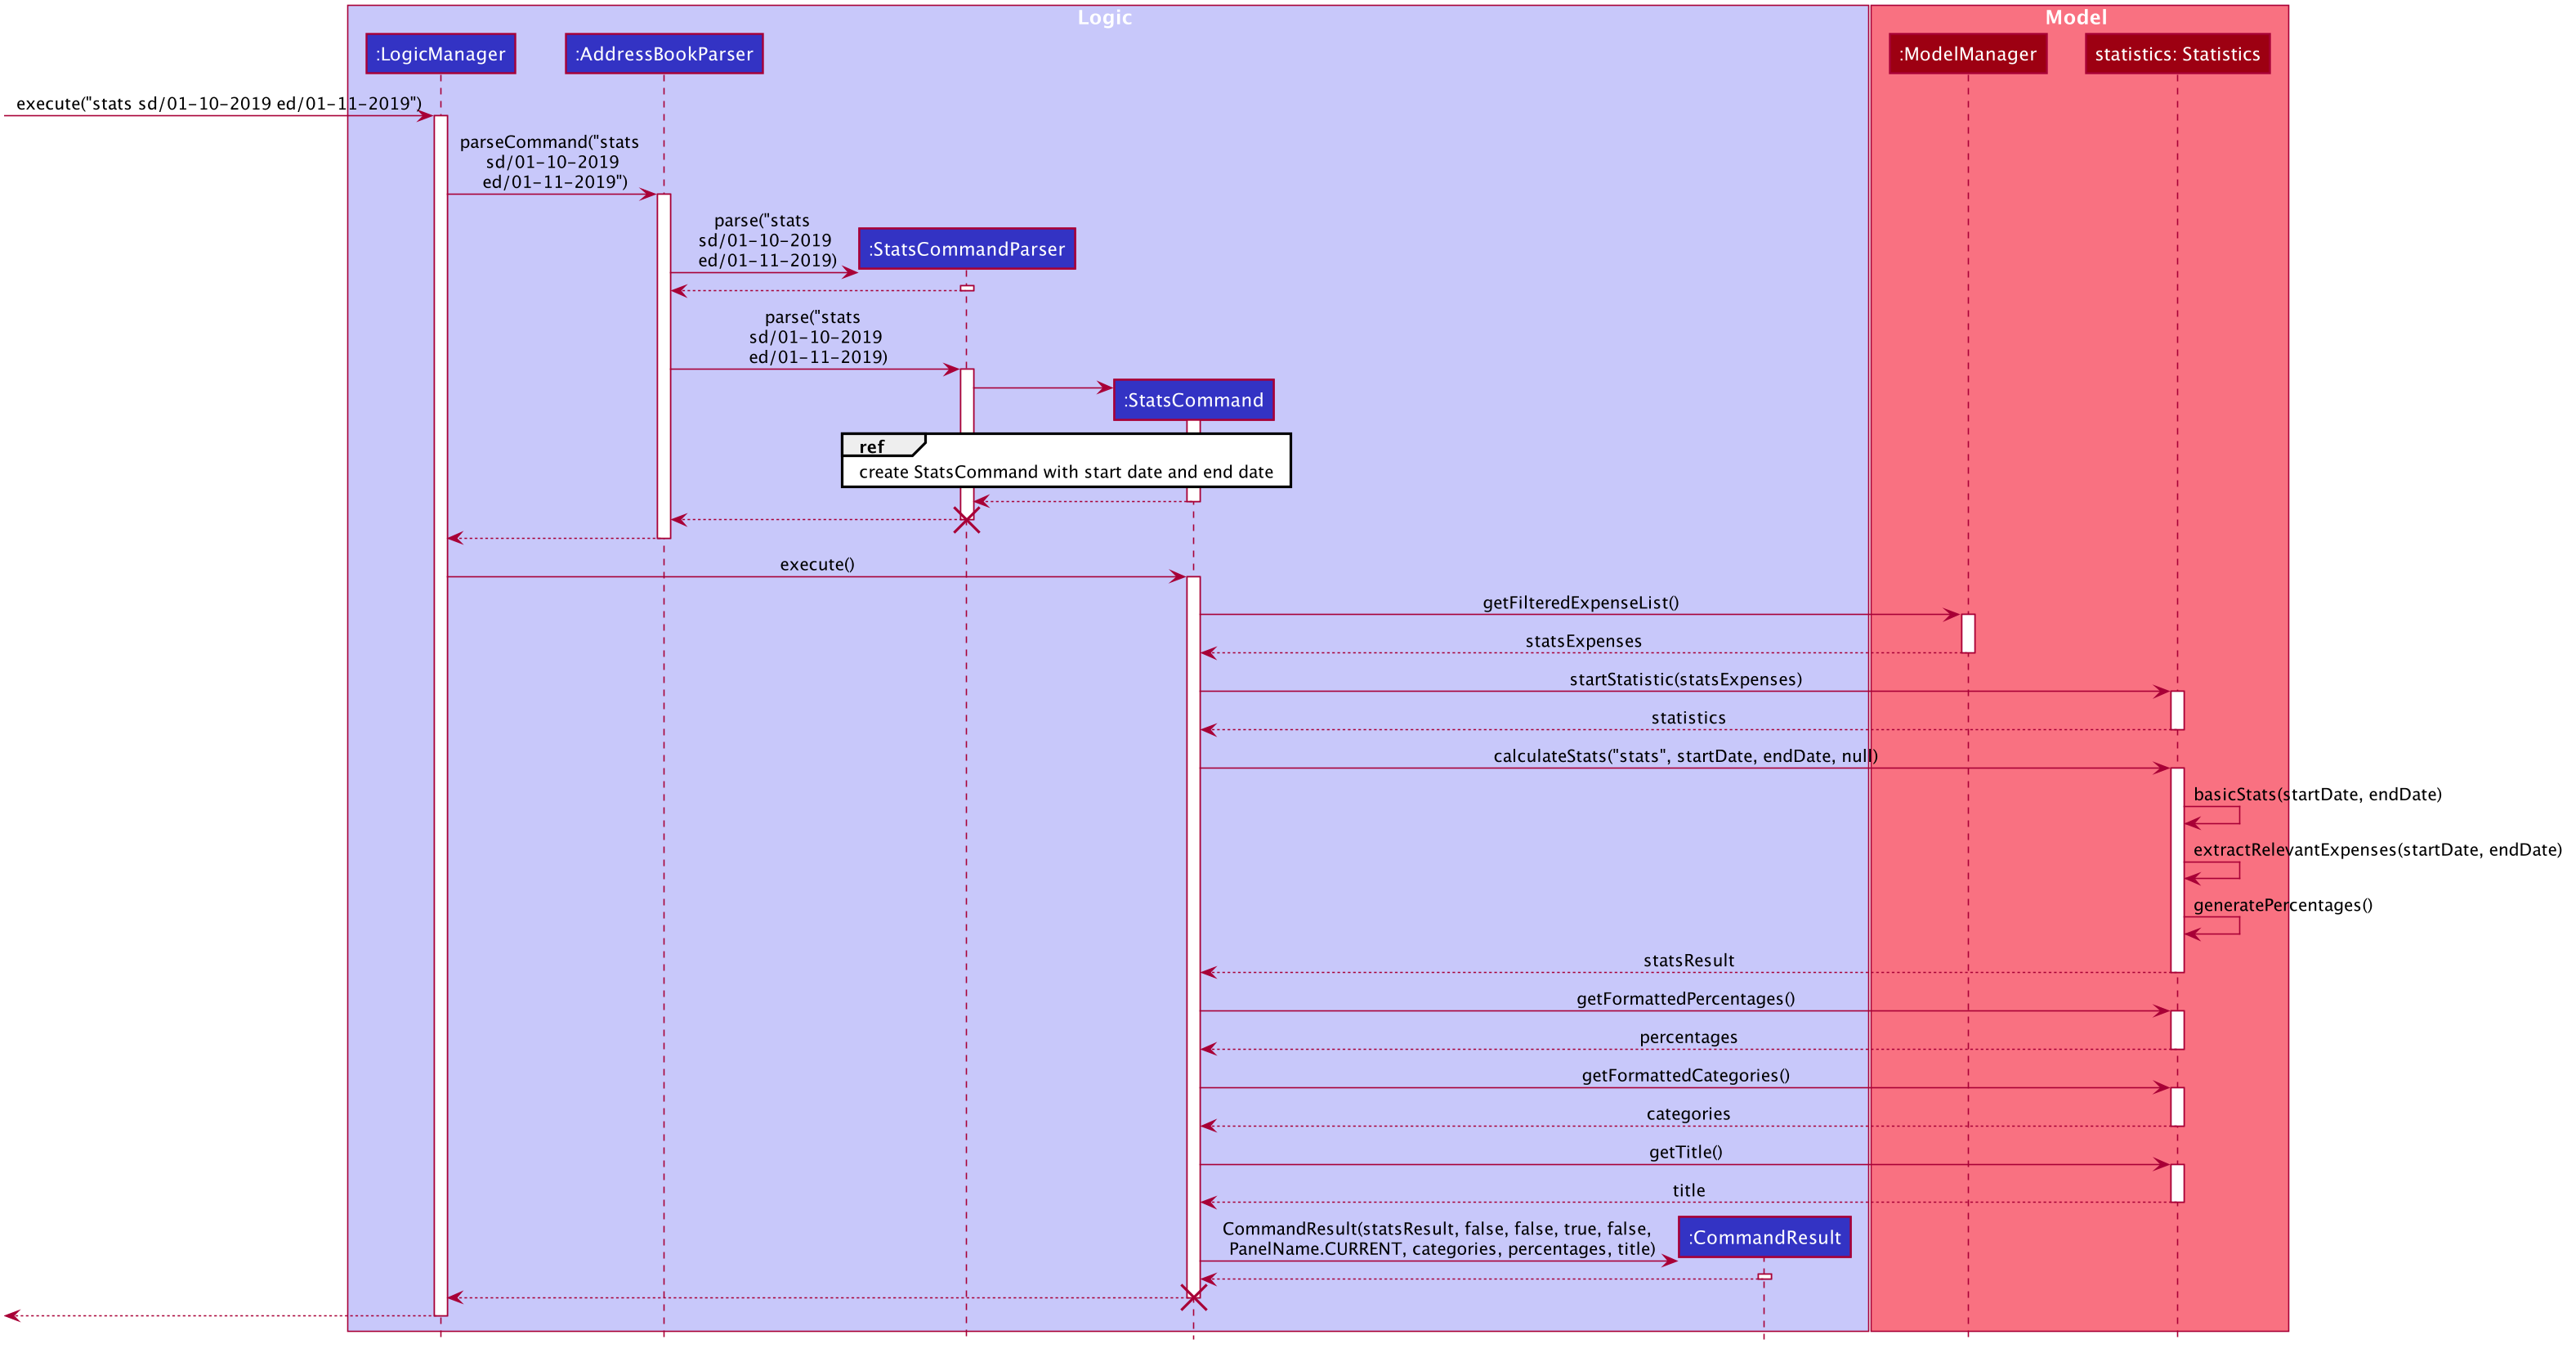 Logic
Model
:LogicManager
:AddressBookParser
:ModelManager
statistics: Statistics
execute("stats sd/01-10-2019 ed/01-11-2019")
parseCommand("stats
sd/01-10-2019
ed/01-11-2019")
parse("stats
sd/01-10-2019
ed/01-11-2019)
:StatsCommandParser
parse("stats
sd/01-10-2019
ed/01-11-2019)
:StatsCommand
ref
create StatsCommand with start date and end date
execute()
getFilteredExpenseList()
statsExpenses
startStatistic(statsExpenses)
statistics
calculateStats("stats", startDate, endDate, null)
basicStats(startDate, endDate)
extractRelevantExpenses(startDate, endDate)
generatePercentages()
statsResult
getFormattedPercentages()
percentages
getFormattedCategories()
categories
getTitle()
title
CommandResult(statsResult, false, false, true, false,
PanelName.CURRENT, categories, percentages, title)
:CommandResult